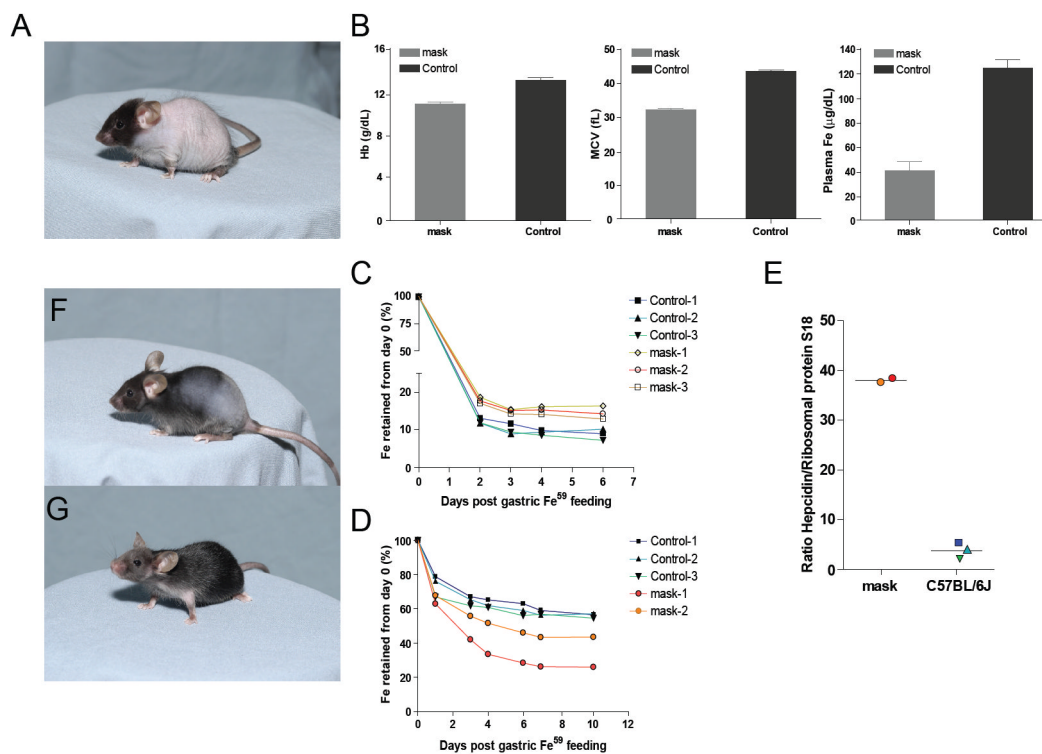 A
B
mask
Control
Hb (g/dL)
16
12
8
4
0
mask
Control
mask
Control
MCV (fL)
50
40
30
20
10
0
mask
Control
mask
Control
Plasma Fe (µg/dL)
140
120
100
80
60
40
20
0
mask
Control
C
Fe retained from day 0 (%)
100
75
50
20
10
0
0 1 2 3 4 5 6 7
Days post gastric Fe⁵⁹ feeding
Control-1
Control-2
Control-3
mask-1
mask-2
mask-3
D
Fe retained from day 0 (%)
100
80
60
40
20
0
0 2 4 6 8 10 12
Days post gastric Fe⁵⁹ feeding
Control-1
Control-2
Control-3
mask-1
mask-2
E
Ratio Hepcidin/Ribosomal protein S18
50
40
30
20
10
0
mask C57BL/6J
F
G